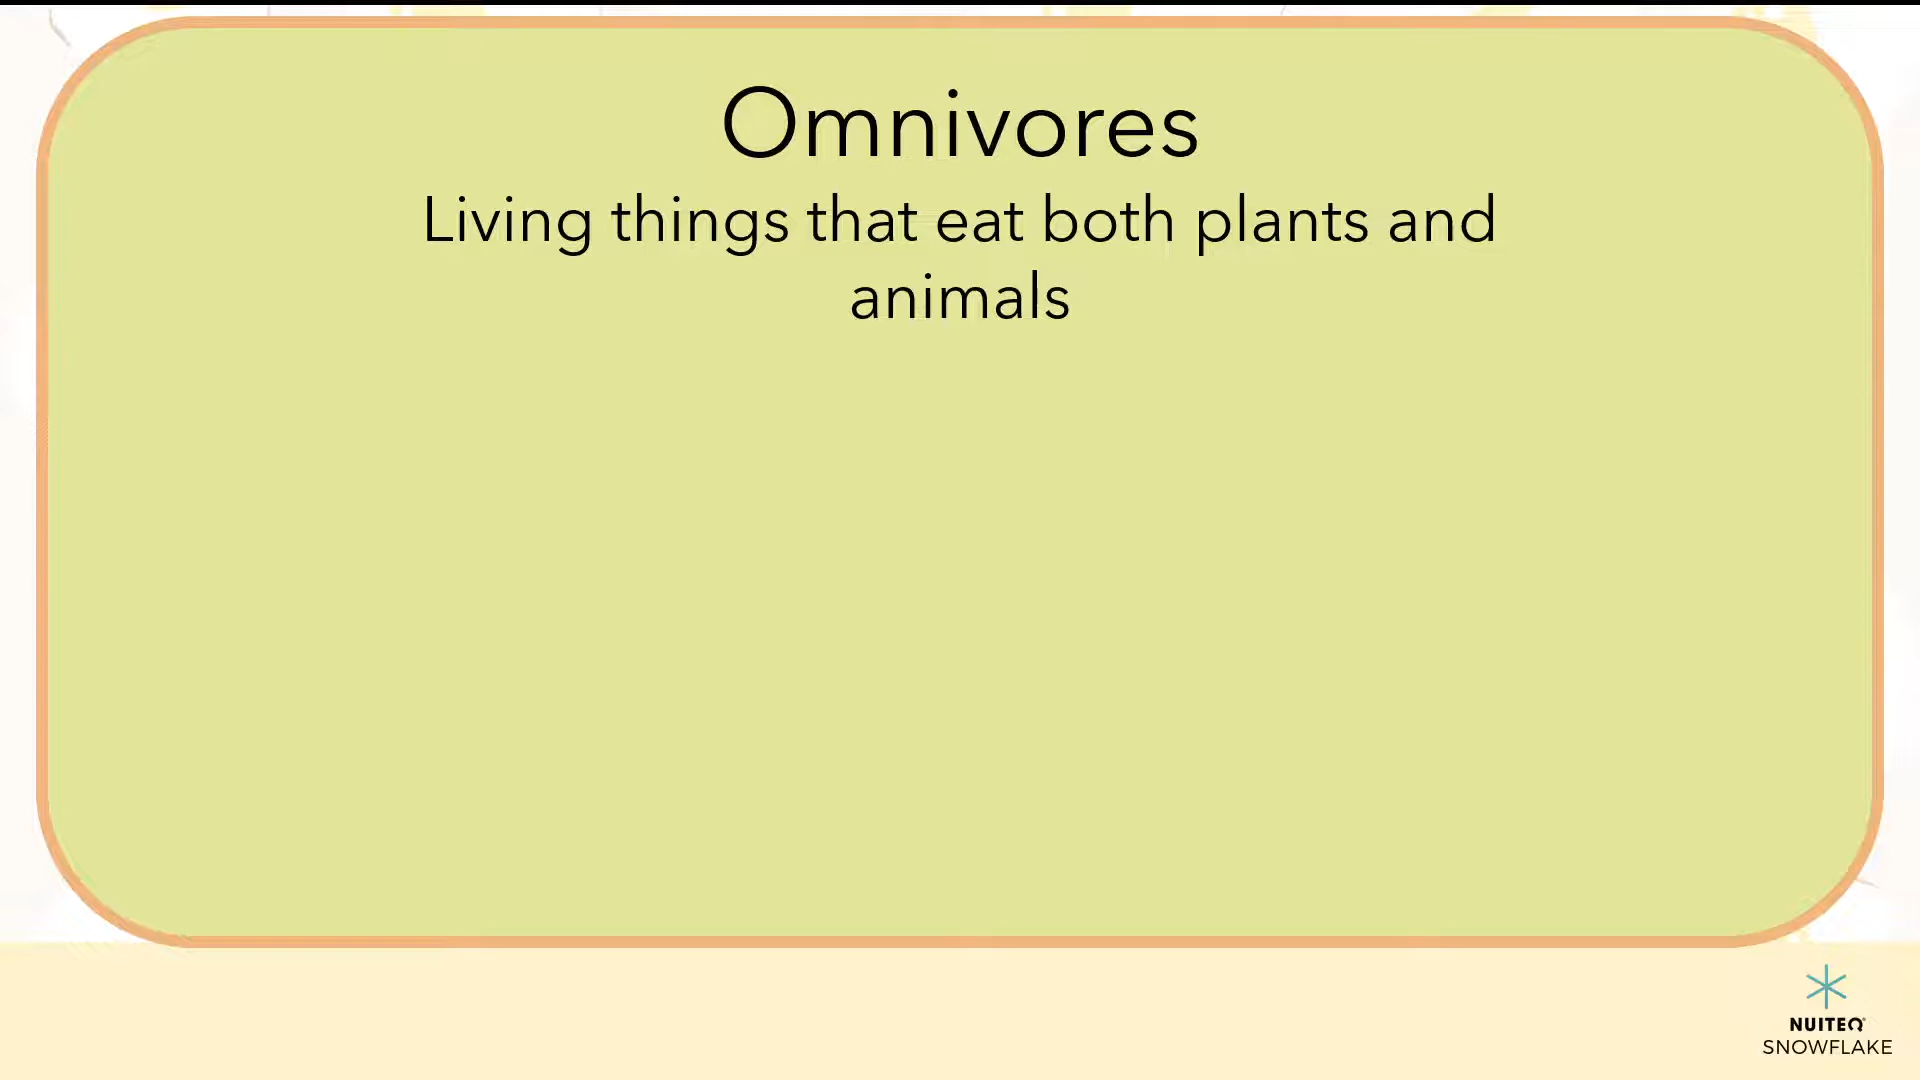 Omnivores
Living things that eat both plants and
animals
NUITEQ
SNOWFLAKE